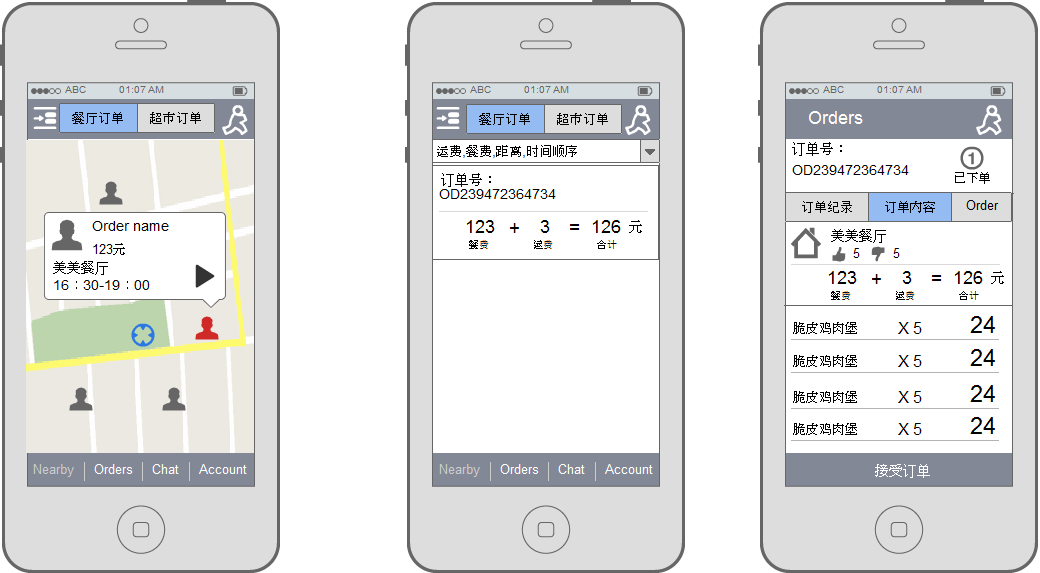 ABC 01:07 AM
餐厅订单 超市订单
Order name
123元
美美餐厅
16：30-19：00
Nearby Orders Chat Account
ABC 01:07 AM
餐厅订单 超市订单
运费,餐费,距离,时间顺序
订单号：
OD239472364734
123 + 3 = 126 元
餐费 运费 合计
Nearby Orders Chat Account
ABC 01:07 AM
Orders
订单号：
OD239472364734
1
已下单
订单纪录 订单内容 Order
美美餐厅
5 5
123 + 3 = 126 元
餐费 运费 合计
脆皮鸡肉堡 X 5 24
脆皮鸡肉堡 X 5 24
脆皮鸡肉堡 X 5 24
脆皮鸡肉堡 X 5 24
接受订单